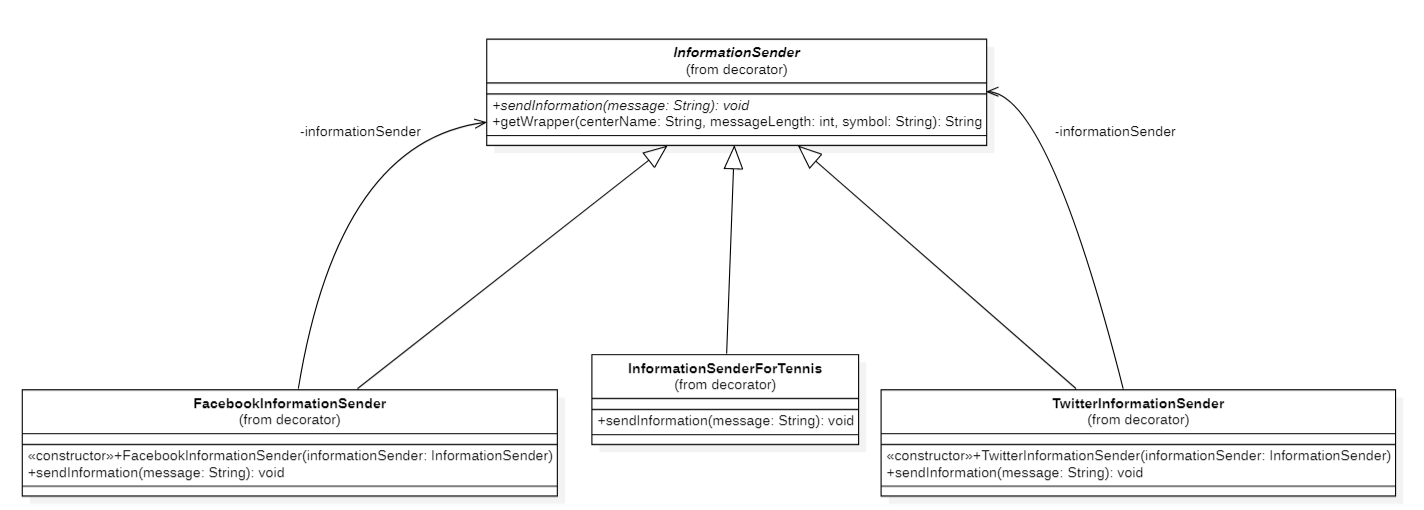 InformationSender
(from decorator)
+sendInformation(message: String): void
+getWrapper(centerName: String, messageLength: int, symbol: String): String
-informationSender
-informationSender
FacebookInformationSender
(from decorator)
«constructor»+FacebookInformationSender(informationSender: InformationSender)
+sendInformation(message: String): void
InformationSenderForTennis
(from decorator)
+sendInformation(message: String): void
TwitterInformationSender
(from decorator)
«constructor»+TwitterInformationSender(informationSender: InformationSender)
+sendInformation(message: String): void